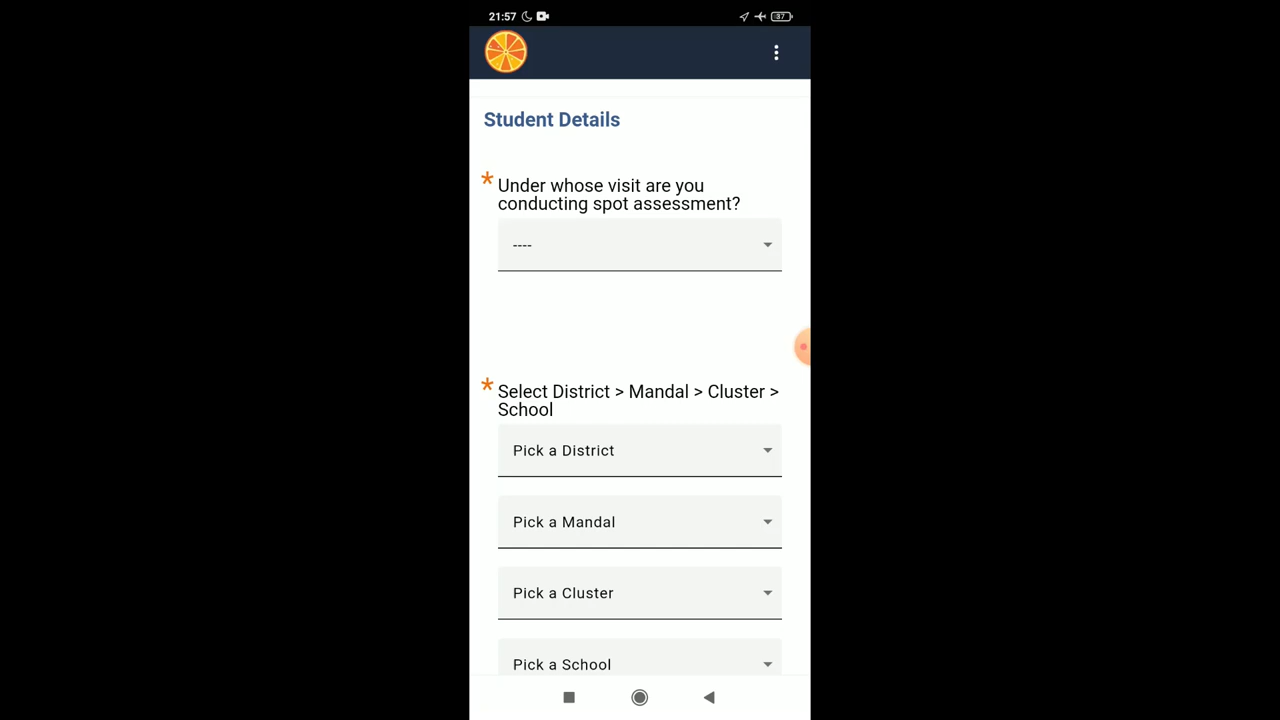 21:57
37
Student Details
* Under whose visit are you
conducting spot assessment?
----
* Select District > Mandal > Cluster >
School
Pick a District
Pick a Mandal
Pick a Cluster
Pick a School